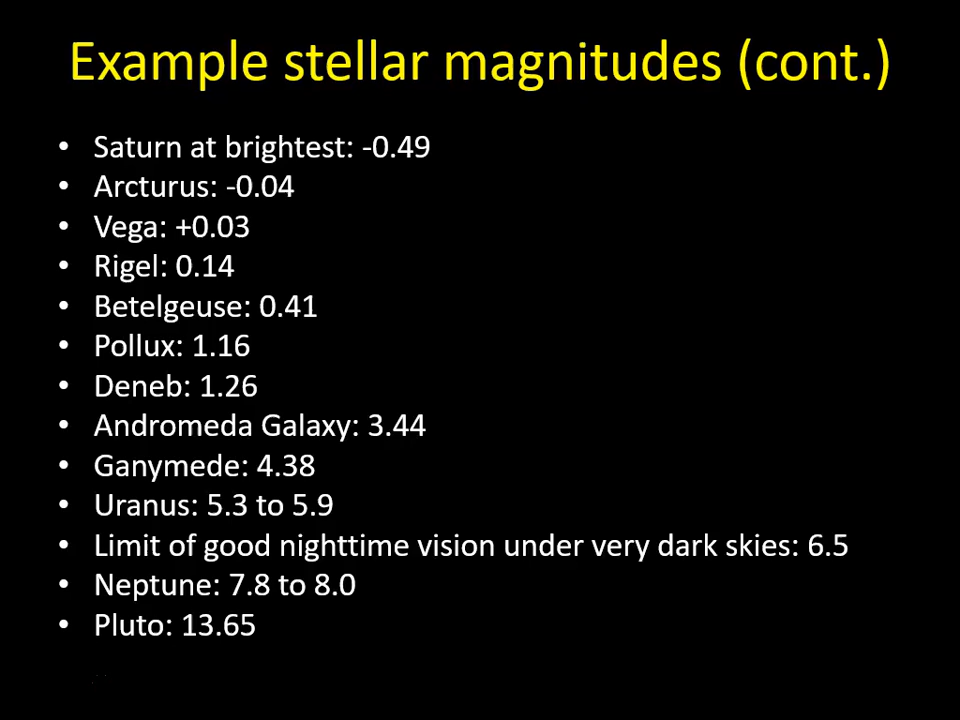 Example stellar magnitudes (cont.)
• Saturn at brightest: -0.49
• Arcturus: -0.04
• Vega: +0.03
• Rigel: 0.14
• Betelgeuse: 0.41
• Pollux: 1.16
• Deneb: 1.26
• Andromeda Galaxy: 3.44
• Ganymede: 4.38
• Uranus: 5.3 to 5.9
• Limit of good nighttime vision under very dark skies: 6.5
• Neptune: 7.8 to 8.0
• Pluto: 13.65